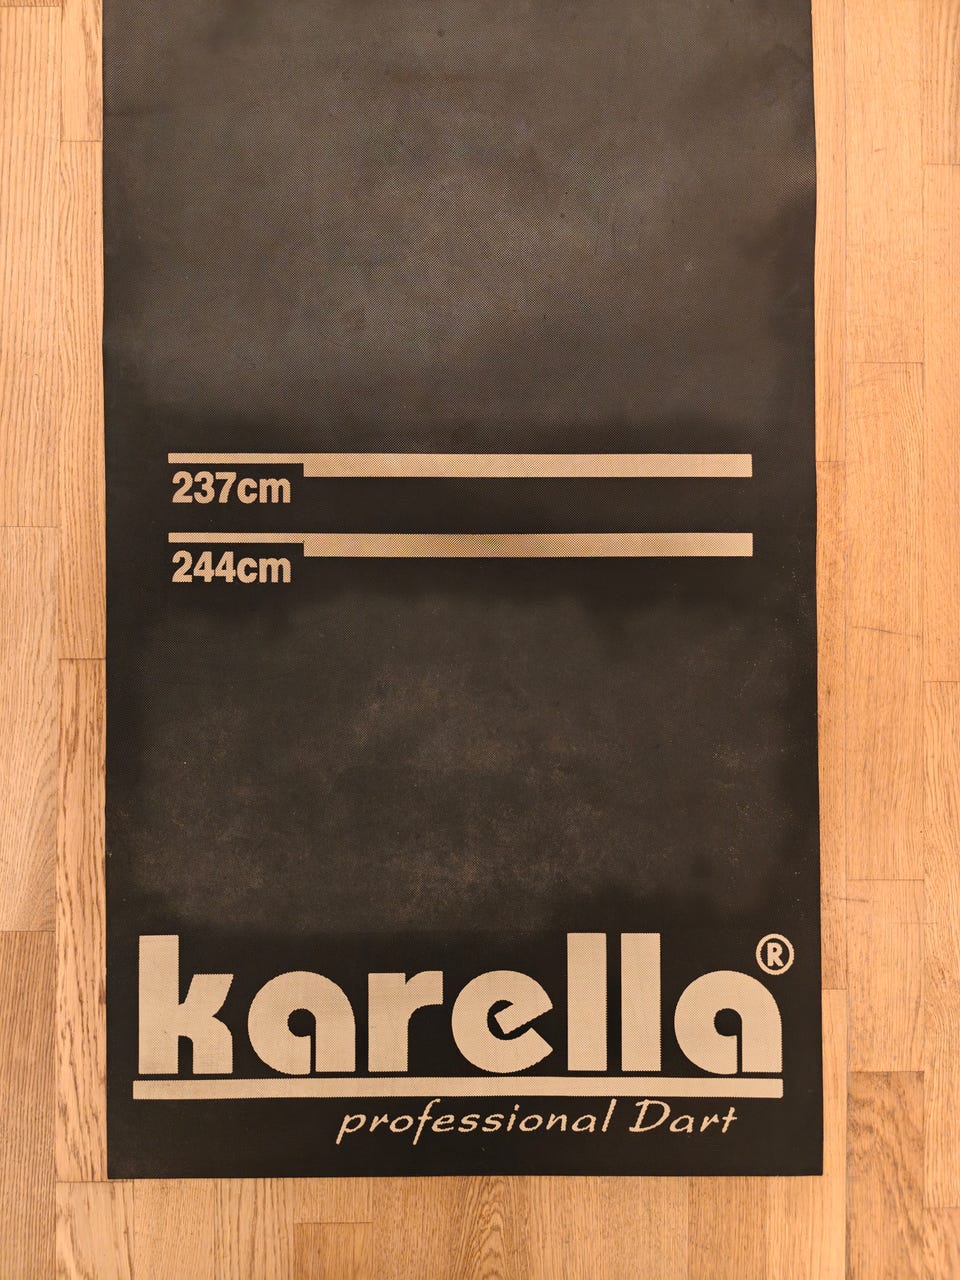 237cm
244cm
karella®
professional Dart